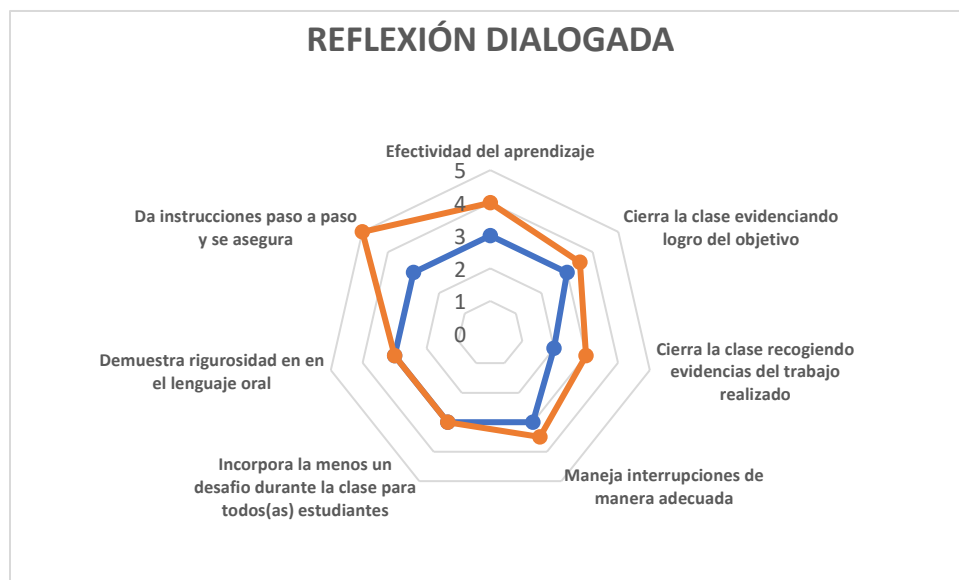 REFLEXIÓN DIALOGADA
Efectividad del aprendizaje
5
4
3
2
1
0
Cierra la clase evidenciando
logro del objetivo
Cierra la clase recogiendo
evidencias del trabajo
realizado
Maneja interrupciones de
manera adecuada
Incorpora la menos un
desafio durante la clase para
todos(as) estudiantes
Demuestra rigurosidad en en
el lenguaje oral
Da instrucciones paso a paso
y se asegura